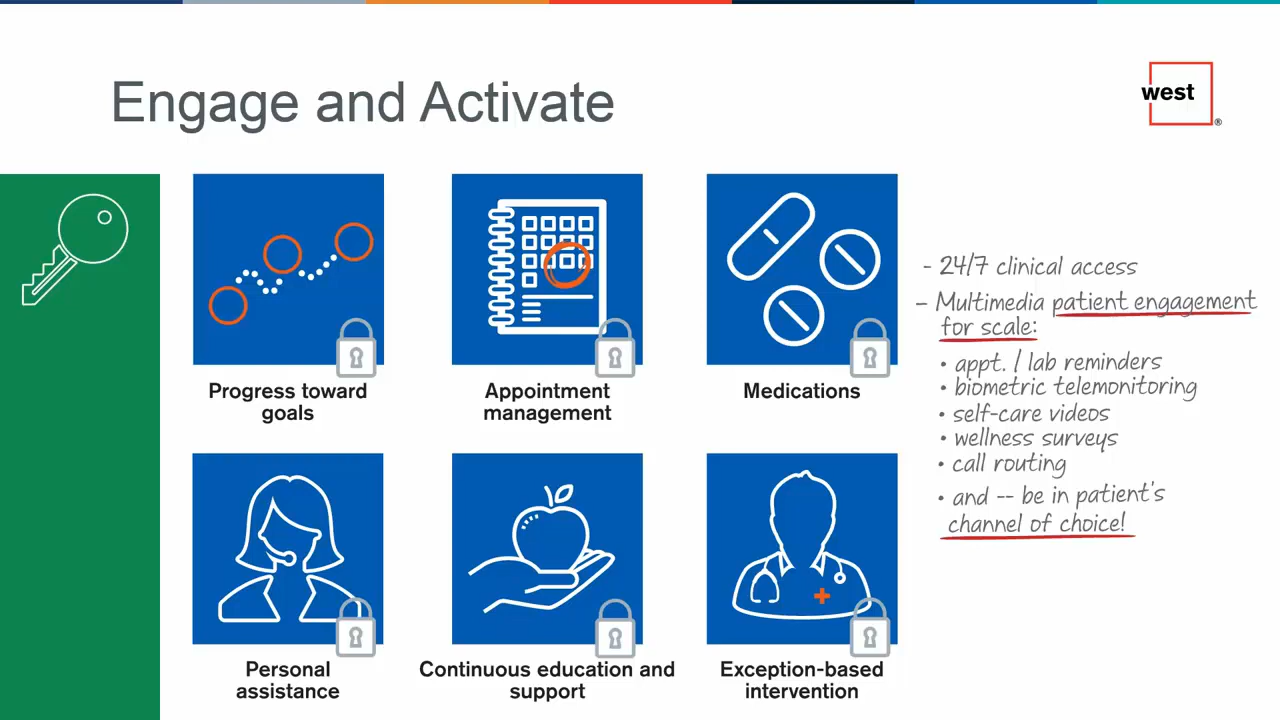 Engage and Activate
west
®
Progress toward
goals
Appointment
management
Medications
- 24/7 clinical access
- Multimedia patient engagement
for scale:
• appt. / lab reminders
• biometric telemonitoring
• self-care videos
• wellness surveys
• call routing
• and -- be in patient's
channel of choice!
Personal
assistance
Continuous education and
support
Exception-based
intervention